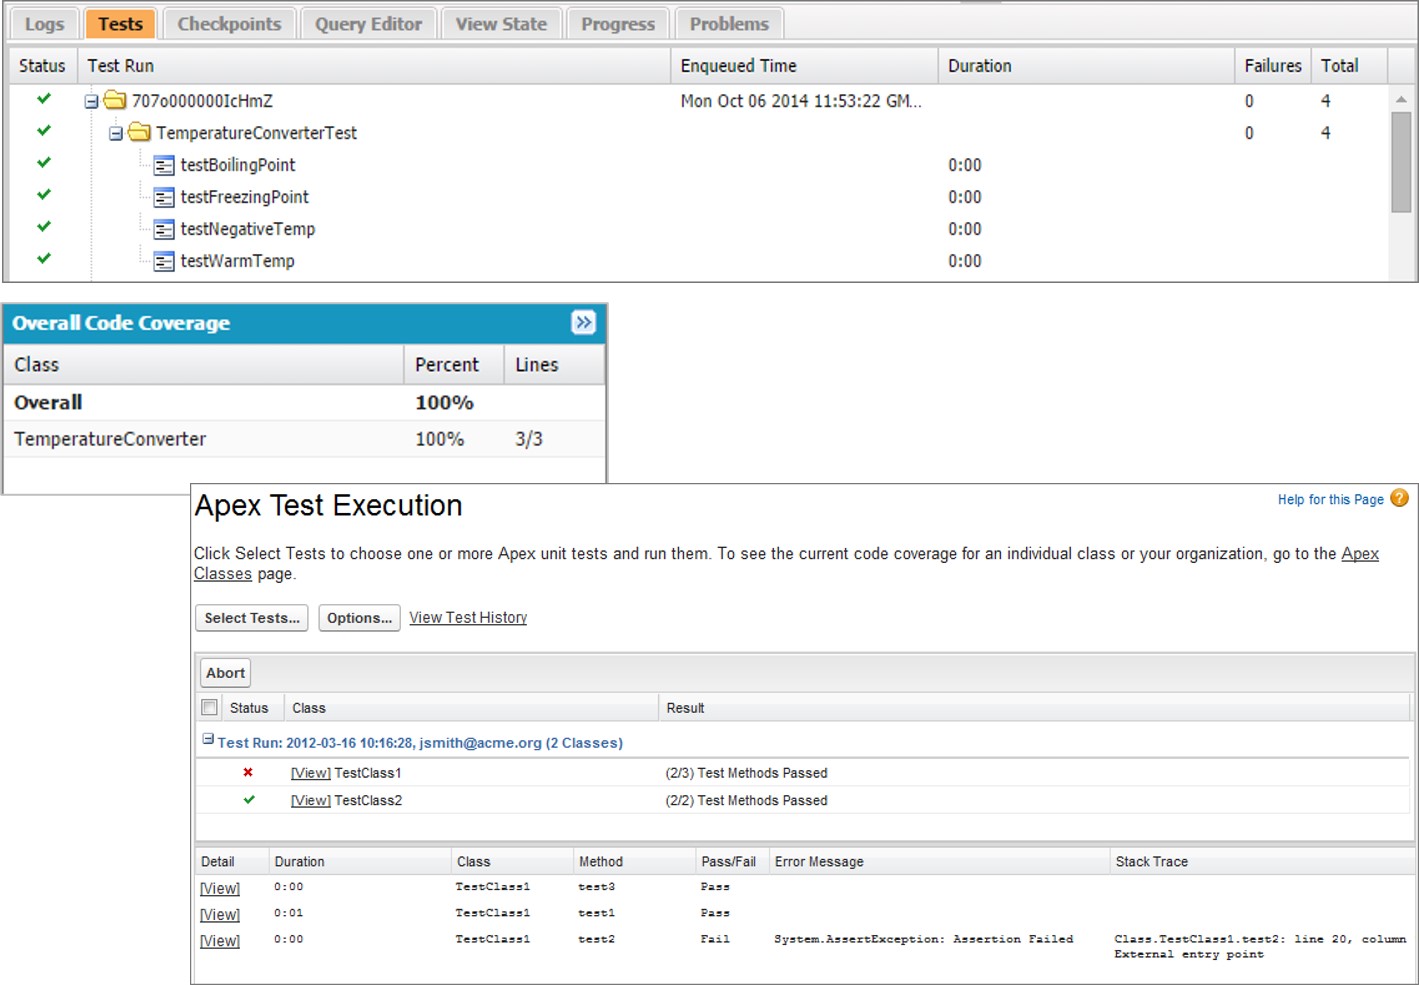 Logs Tests Checkpoints Query Editor View State Progress Problems
Status Test Run Enqueued Time Duration Failures Total
707o000000IcHmZ Mon Oct 06 2014 11:53:22 GM... 0 4
TemperatureConverterTest 0 4
testBoilingPoint 0:00
testFreezingPoint 0:00
testNegativeTemp 0:00
testWarmTemp 0:00
Overall Code Coverage
Class Percent Lines
Overall 100%
TemperatureConverter 100% 3/3
Apex Test Execution Help for this Page ?
Click Select Tests to choose one or more Apex unit tests and run them. To see the current code coverage for an individual class or your organization, go to the Apex
Classes page.
Select Tests... Options... View Test History
Abort
Status Class Result
Test Run: 2012-03-16 10:16:28, jsmith@acme.org (2 Classes)
[View] TestClass1 (2/3) Test Methods Passed
[View] TestClass2 (2/2) Test Methods Passed
Detail Duration Class Method Pass/Fail Error Message Stack Trace
[View] 0:00 TestClass1 test3 Pass
[View] 0:01 TestClass1 test1 Pass
[View] 0:00 TestClass1 test2 Fail System.AssertException: Assertion Failed Class.TestClass1.test2: line 20, column
External entry point